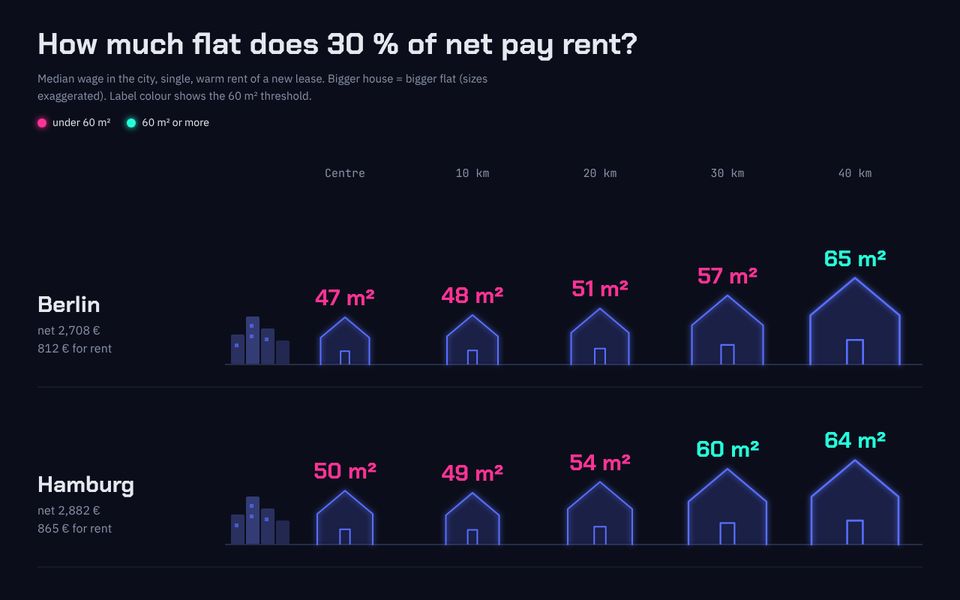 How much flat does 30 % of net pay rent?
Median wage in the city, single, warm rent of a new lease. Bigger house = bigger flat (sizes
exaggerated). Label colour shows the 60 m² threshold.
under 60 m² 60 m² or more
Centre 10 km 20 km 30 km 40 km
Berlin
net 2,708 €
812 € for rent
47 m² 48 m² 51 m² 57 m² 65 m²
Hamburg
net 2,882 €
865 € for rent
50 m² 49 m² 54 m² 60 m² 64 m²